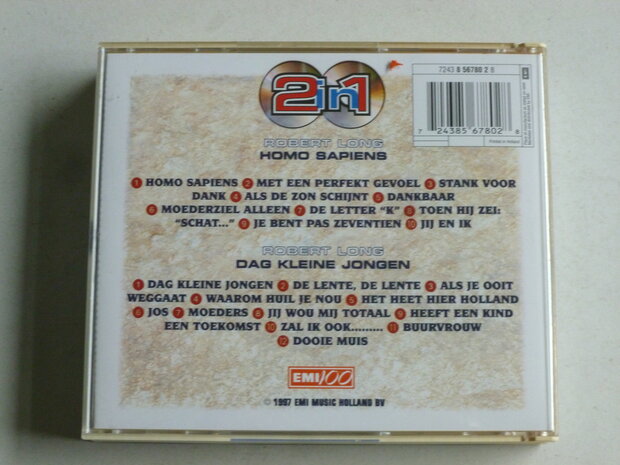 7243 8 56780 2 8
7 24385 67802 8
Printed in Holland
2in1
ROBERT LONG
HOMO SAPIENS
1 HOMO SAPIENS 2 MET EEN PERFEKT GEVOEL 3 STANK VOOR
DANK 4 ALS DE ZON SCHIJNT 5 DANKBAAR
6 MOEDERZIEL ALLEEN 7 DE LETTER "K" 8 TOEN HIJ ZEI:
"SCHAT..." 9 JE BENT PAS ZEVENTIEN 10 JIJ EN IK
ROBERT LONG
DAG KLEINE JONGEN
1 DAG KLEINE JONGEN 2 DE LENTE, DE LENTE 3 ALS JE OOIT
WEGGAAT 4 WAAROM HUIL JE NOU 5 HET HEET HIER HOLLAND
6 JOS 7 MOEDERS 8 JIJ WOU MIJ TOTAAL 9 HEEFT EEN KIND
EEN TOEKOMST 10 ZAL IK OOK......... 11 BUURVROUW
12 DOOIE MUIS
EMI 100
© 1997 EMI MUSIC HOLLAND BV